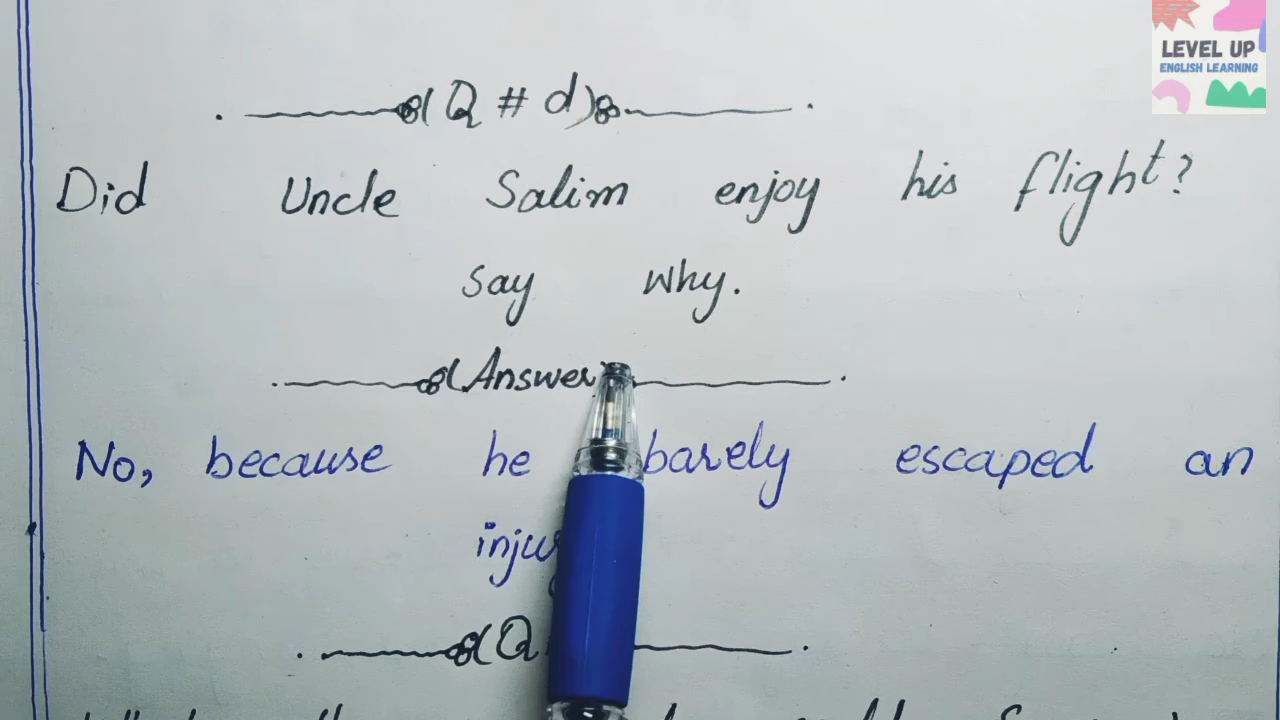 LEVEL UP
ENGLISH LEARNING
(Q # d)
Did Uncle Salim enjoy his flight?
Say why.
(Answer
No, because he barely escaped an
(Q